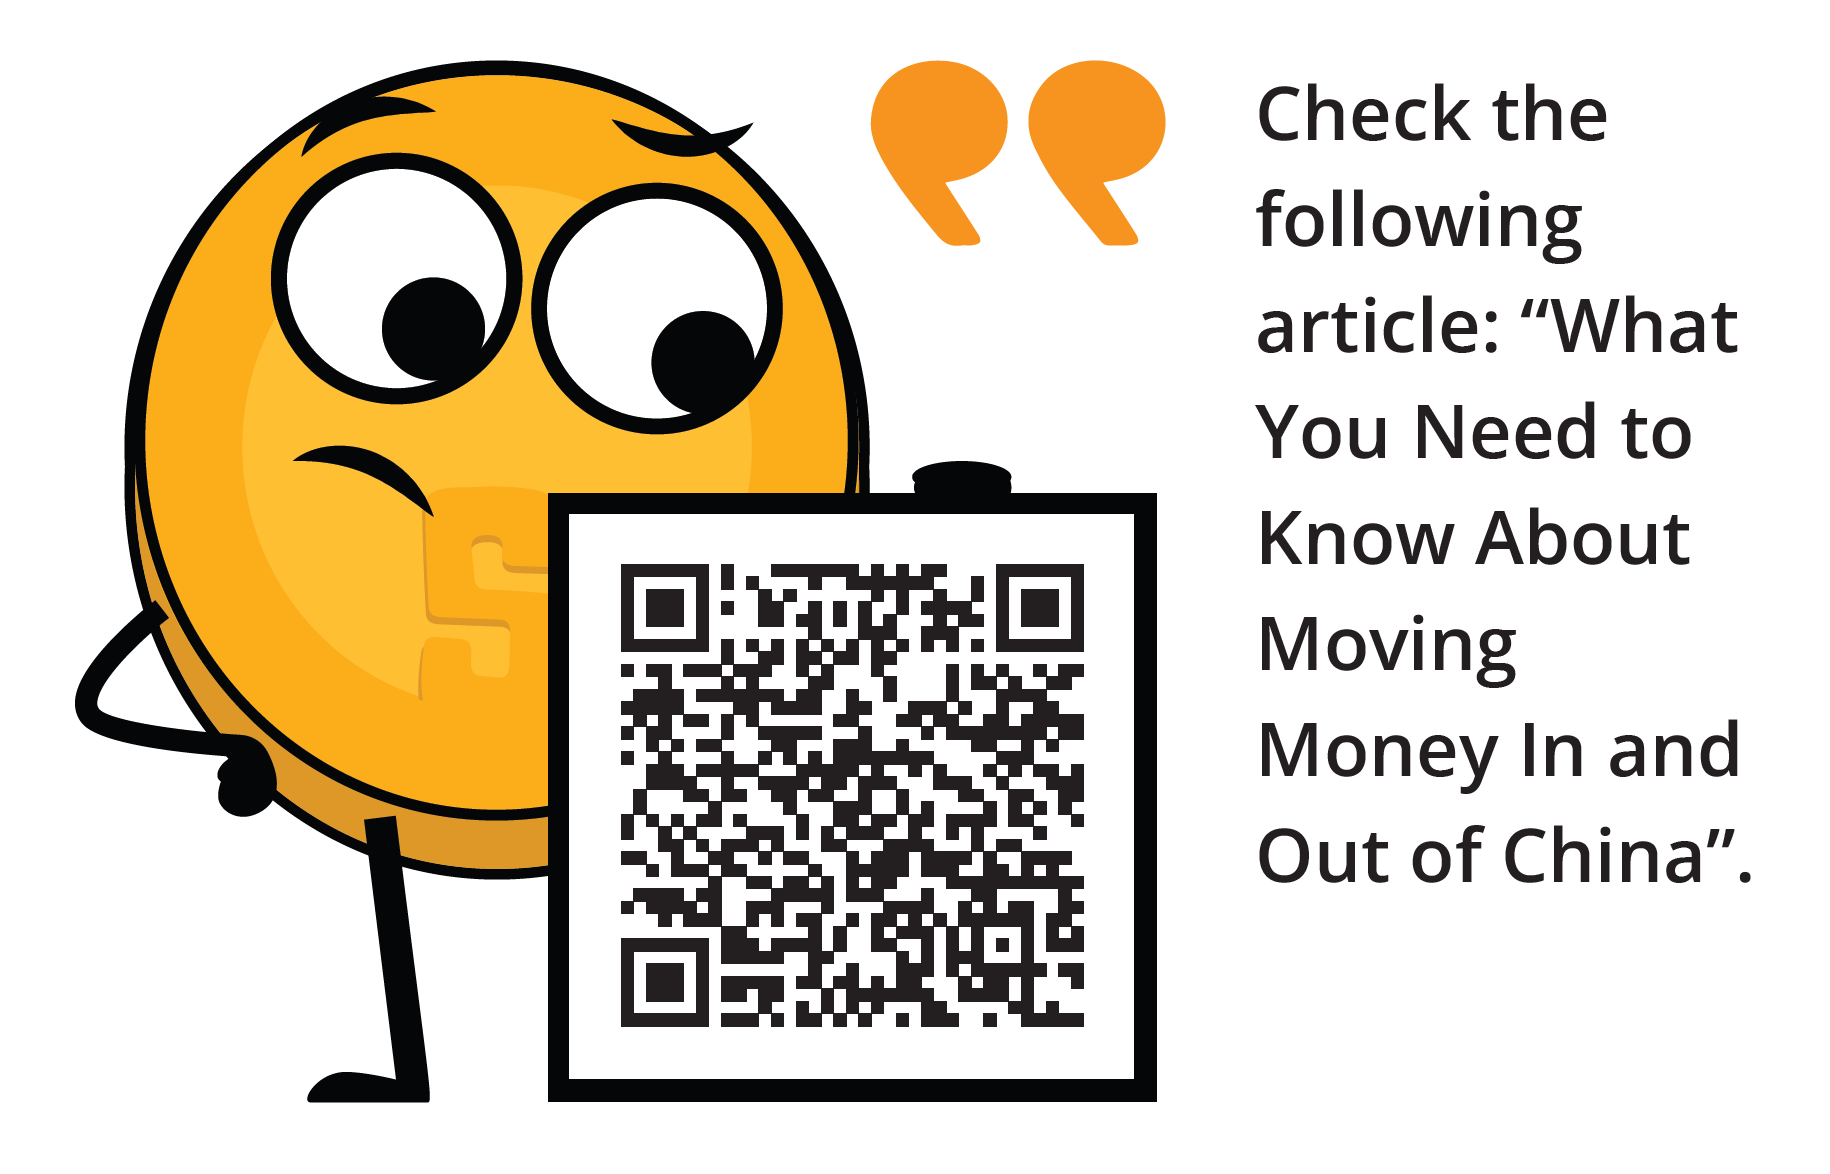 Check the
following
article: “What
You Need to
Know About
Moving
Money In and
Out of China”.